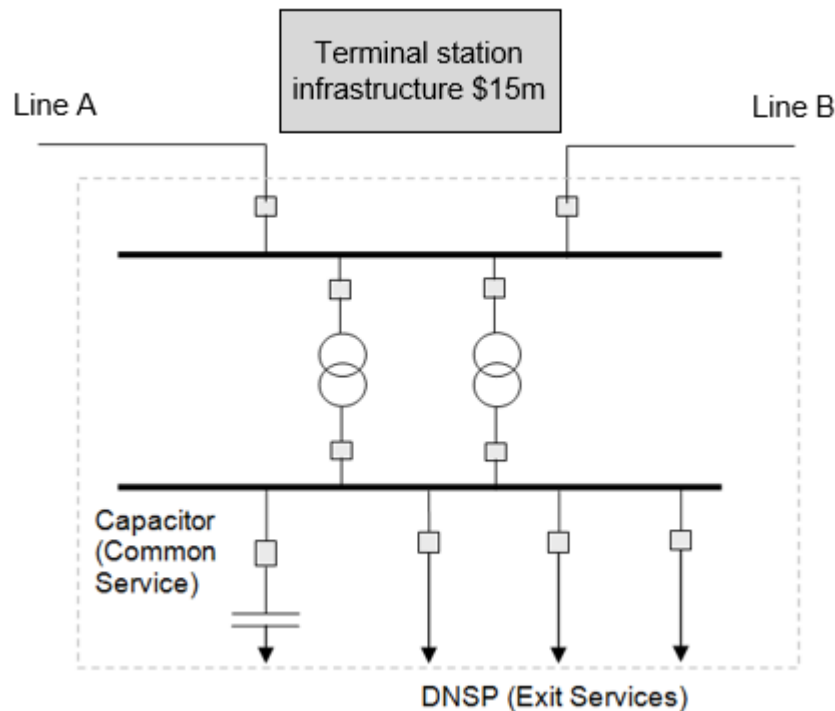 Terminal station
infrastructure $15m
Line A
Line B
Capacitor
(Common
Service)
DNSP (Exit Services)